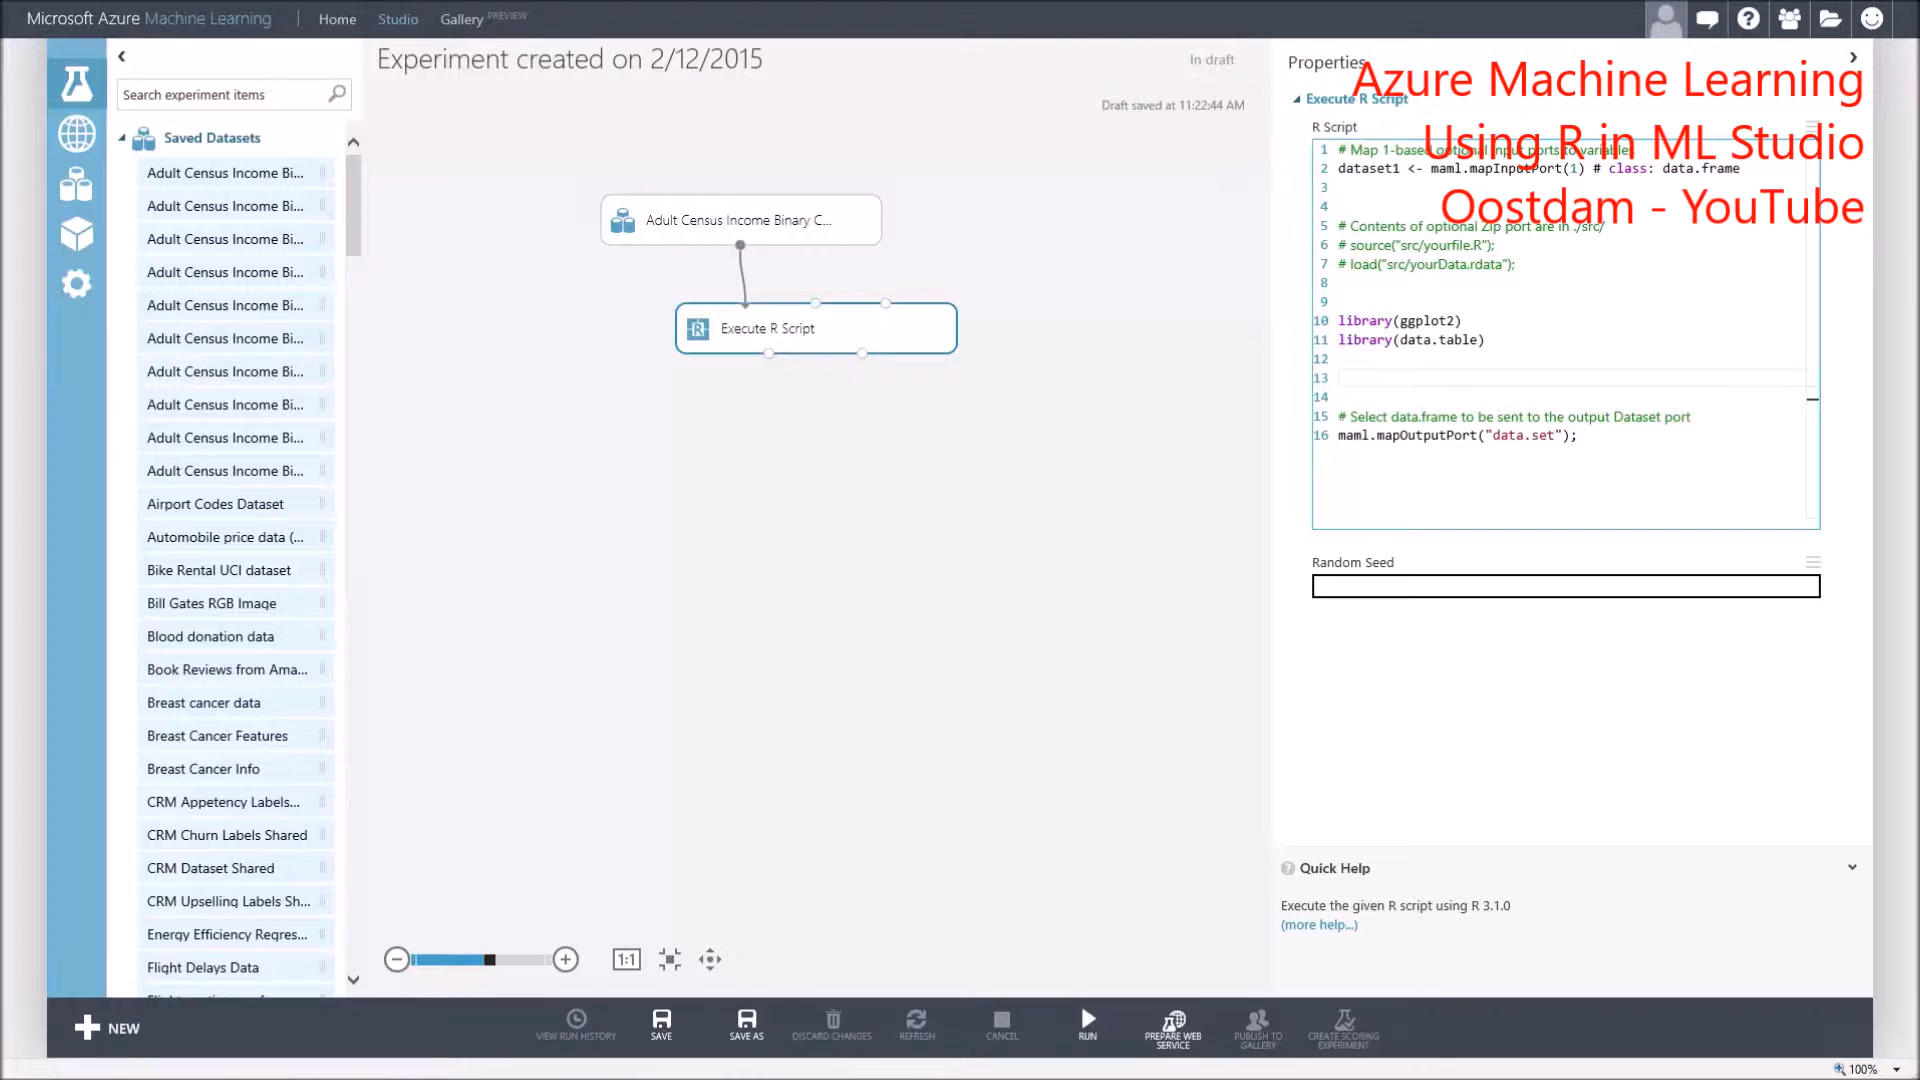 Microsoft Azure Machine Learning
Home
Studio
Gallery PREVIEW
Search experiment items
Saved Datasets
Adult Census Income Bi...
Adult Census Income Bi...
Adult Census Income Bi...
Adult Census Income Bi...
Adult Census Income Bi...
Adult Census Income Bi...
Adult Census Income Bi...
Adult Census Income Bi...
Adult Census Income Bi...
Adult Census Income Bi...
Airport Codes Dataset
Automobile price data (...
Bike Rental UCI dataset
Bill Gates RGB Image
Blood donation data
Book Reviews from Ama...
Breast cancer data
Breast Cancer Features
Breast Cancer Info
CRM Appetency Labels...
CRM Churn Labels Shared
CRM Dataset Shared
CRM Upselling Labels Sh...
Energy Efficiency Regres...
Flight Delays Data
Experiment created on 2/12/2015
In draft
Draft saved at 11:22:44 AM
Adult Census Income Binary C...
R Execute R Script
1:1
Properties
Azure Machine Learning
Using R in ML Studio
Oostdam - YouTube
Execute R Script
R Script
1 # Map 1-based optional input ports to variables
2 dataset1 <- maml.mapInputPort(1) # class: data.frame
3
4
5 # Contents of optional Zip port are in ./src/
6 # source("src/yourfile.R");
7 # load("src/yourData.rdata");
8
9
10 library(ggplot2)
11 library(data.table)
12
13
14
15 # Select data.frame to be sent to the output Dataset port
16 maml.mapOutputPort("data.set");
Random Seed
Quick Help
Execute the given R script using R 3.1.0
(more help...)
NEW
VIEW RUN HISTORY
SAVE
SAVE AS
DISCARD CHANGES
REFRESH
CANCEL
RUN
PREPARE WEB SERVICE
PUBLISH TO GALLERY
CREATE SCORING EXPERIMENT
100%